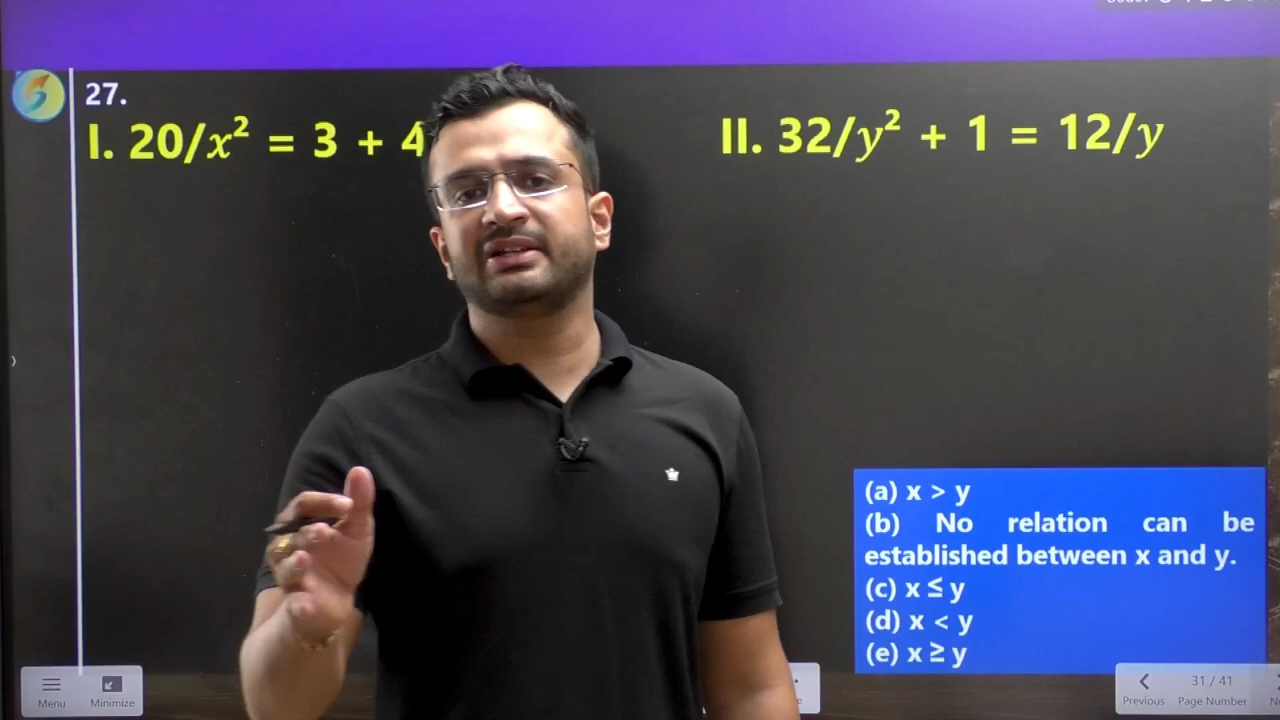 27.
I. 20/x² = 3 + 4
II. 32/y² + 1 = 12/y
(a) x > y
(b) No relation can be
established between x and y.
(c) x ≤ y
(d) x < y
(e) x ≥ y
Menu
Minimize
Previous
31 / 41
Page Number